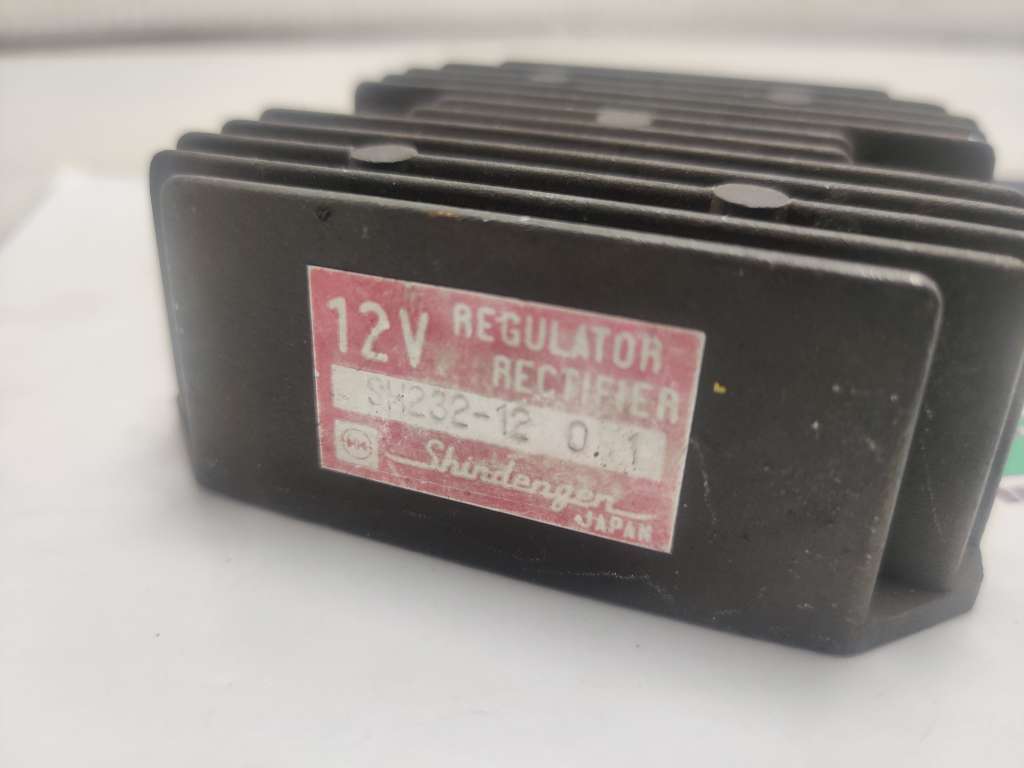 12V REGULATOR
RECTIFIER
SH232-12
Shindengen
JAPAN